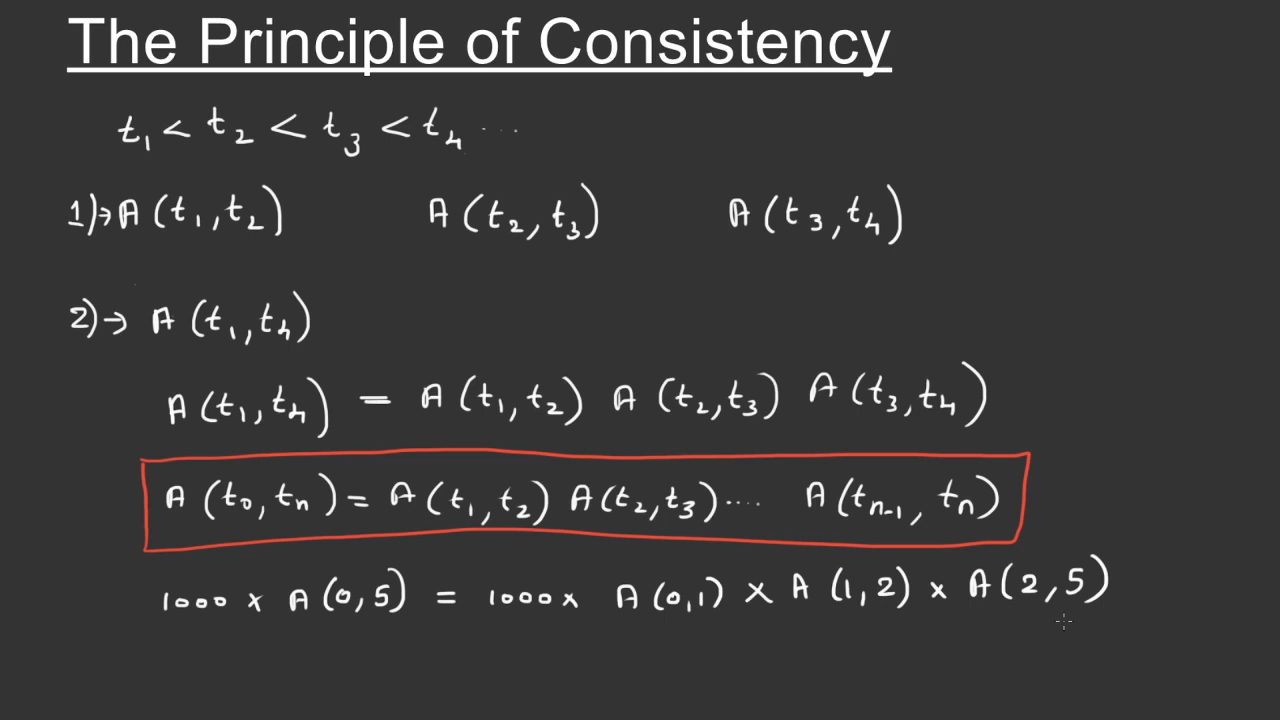 The Principle of Consistency
t₁ < t₂ < t₃ < t₄ ....
1)→ A (t₁,t₂) A (t₂,t₃) A (t₃,t₄)
2)→ A (t₁,t₄)
A (t₁,t₄) = A (t₁,t₂) A (t₂,t₃) A (t₃,t₄)
A (t₀,tₙ) = A (t₁,t₂) A(t₂,t₃) .... A (tₙ₋₁, tₙ)
1000 × A (0,5) = 1000 × A (0,1) × A (1,2) × A (2,5)